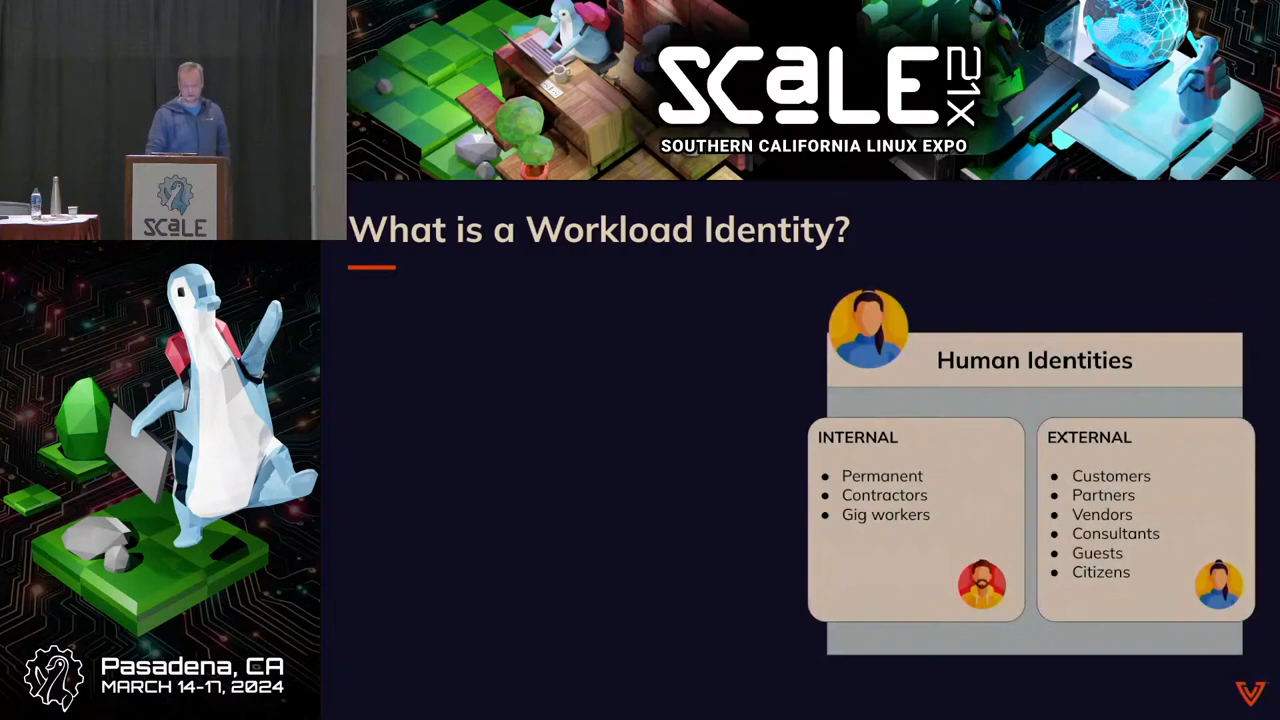 SCALE 21X
SOUTHERN CALIFORNIA LINUX EXPO
SCALE
What is a Workload Identity?
Human Identities
INTERNAL
● Permanent
● Contractors
● Gig workers
EXTERNAL
● Customers
● Partners
● Vendors
● Consultants
● Guests
● Citizens
Pasadena, CA
MARCH 14-17, 2024